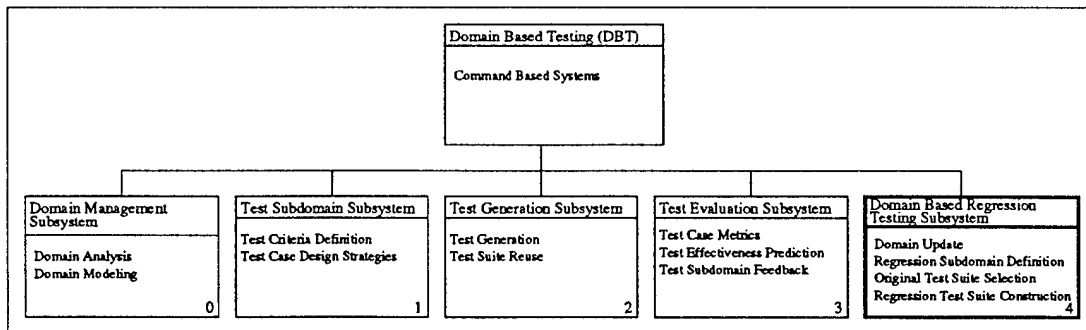 Domain Based Testing (DBT)
Command Based Systems
Domain Management
Subsystem
Domain Analysis
Domain Modeling
0
Test Subdomain Subsystem
Test Criteria Definition
Test Case Design Strategies
1
Test Generation Subsystem
Test Generation
Test Suite Reuse
2
Test Evaluation Subsystem
Test Case Metrics
Test Effectiveness Prediction
Test Subdomain Feedback
3
Domain Based Regression
Testing Subsystem
Domain Update
Regression Subdomain Definition
Original Test Suite Selection
Regression Test Suite Construction
4